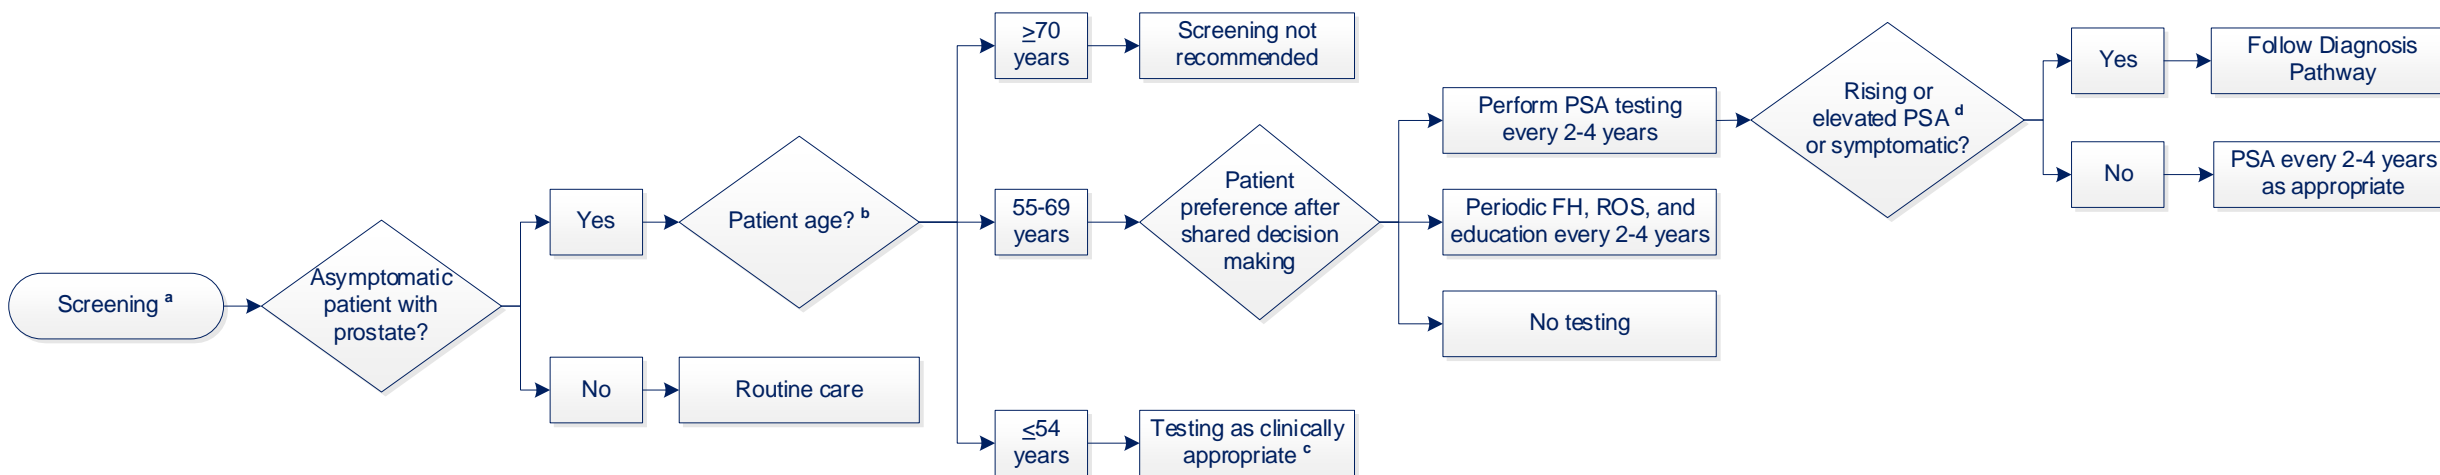 Screening a
Asymptomatic
patient with
prostate?
Yes
No
Routine care
Patient age? b
≥70
years
Screening not
recommended
55-69
years
Patient
preference after
shared decision
making
≤54
years
Testing as clinically
appropriate c
Perform PSA testing
every 2-4 years
Periodic FH, ROS, and
education every 2-4 years
No testing
Rising or
elevated PSA d
or symptomatic?
Yes
Follow Diagnosis
Pathway
No
PSA every 2-4 years
as appropriate